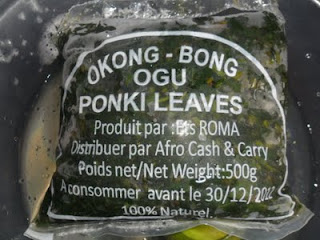 OKONG - BONG
OGU
PONKI LEAVES
Produit par :Ets ROMA
Distribuer par Afro Cash & Carry
Poids net/Net Weight:500g
A consommer avant le 30/12/2012
100% Naturel.